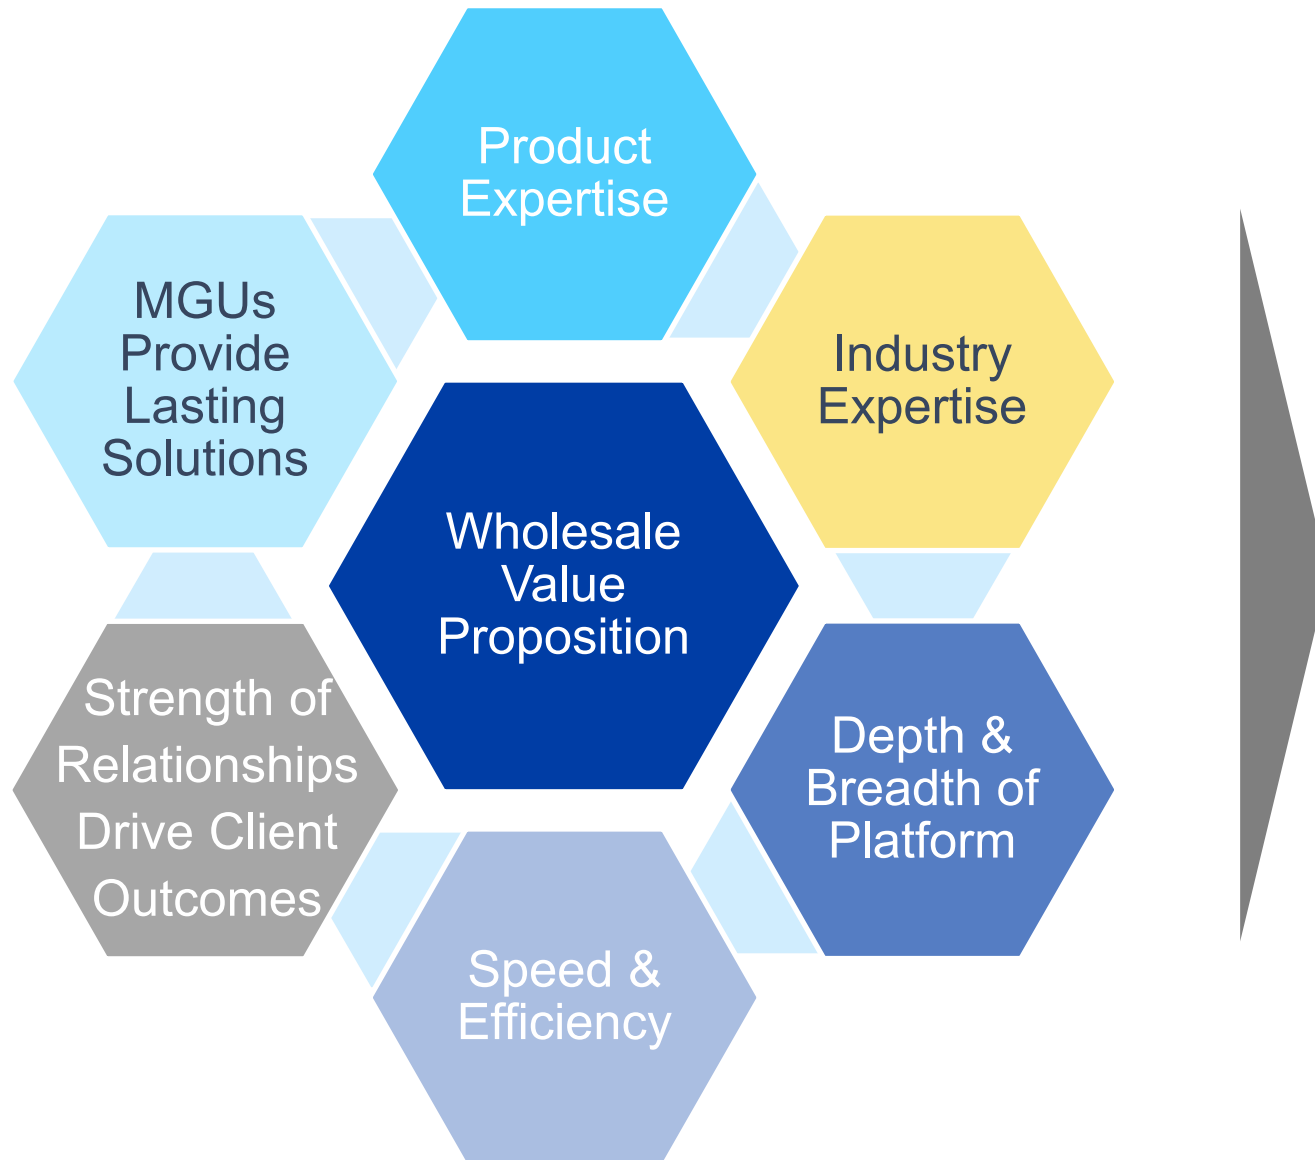 Product
Expertise
MGUs
Provide
Lasting
Solutions
Industry
Expertise
Wholesale
Value
Proposition
Strength of
Relationships
Drive Client
Outcomes
Depth &
Breadth of
Platform
Speed &
Efficiency